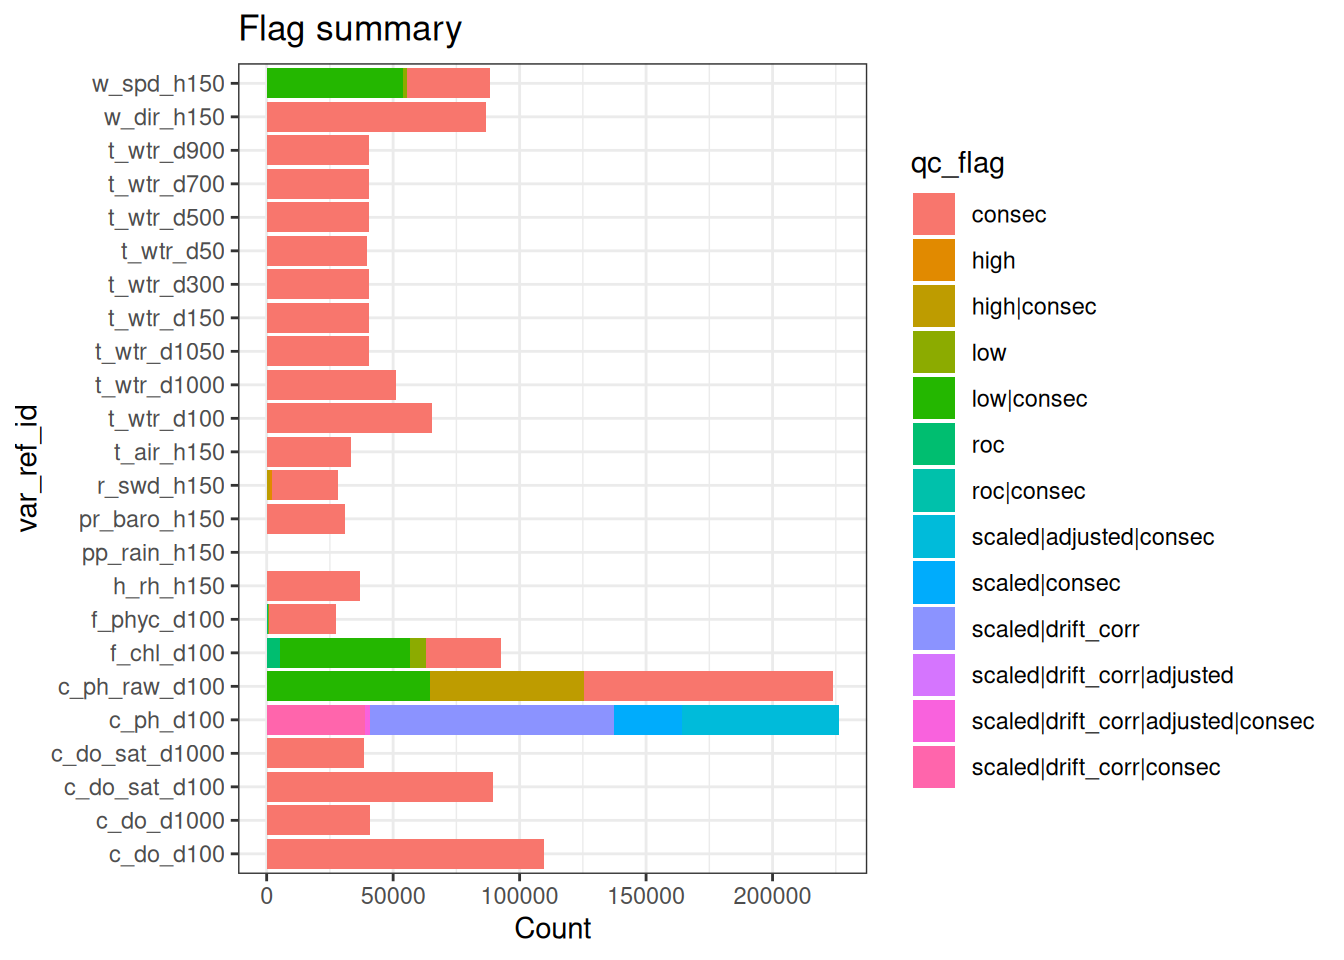 Flag summary
w_spd_h150
w_dir_h150
t_wtr_d900
t_wtr_d700
t_wtr_d500
t_wtr_d50
t_wtr_d300
t_wtr_d150
t_wtr_d1050
t_wtr_d1000
t_wtr_d100
t_air_h150
r_swd_h150
pr_baro_h150
pp_rain_h150
h_rh_h150
f_phyc_d100
f_chl_d100
c_ph_raw_d100
c_ph_d100
c_do_sat_d1000
c_do_sat_d100
c_do_d1000
c_do_d100
var_ref_id
0 50000 100000 150000 200000
Count
qc_flag
consec
high
high|consec
low
low|consec
roc
roc|consec
scaled|adjusted|consec
scaled|consec
scaled|drift_corr
scaled|drift_corr|adjusted
scaled|drift_corr|adjusted|consec
scaled|drift_corr|consec